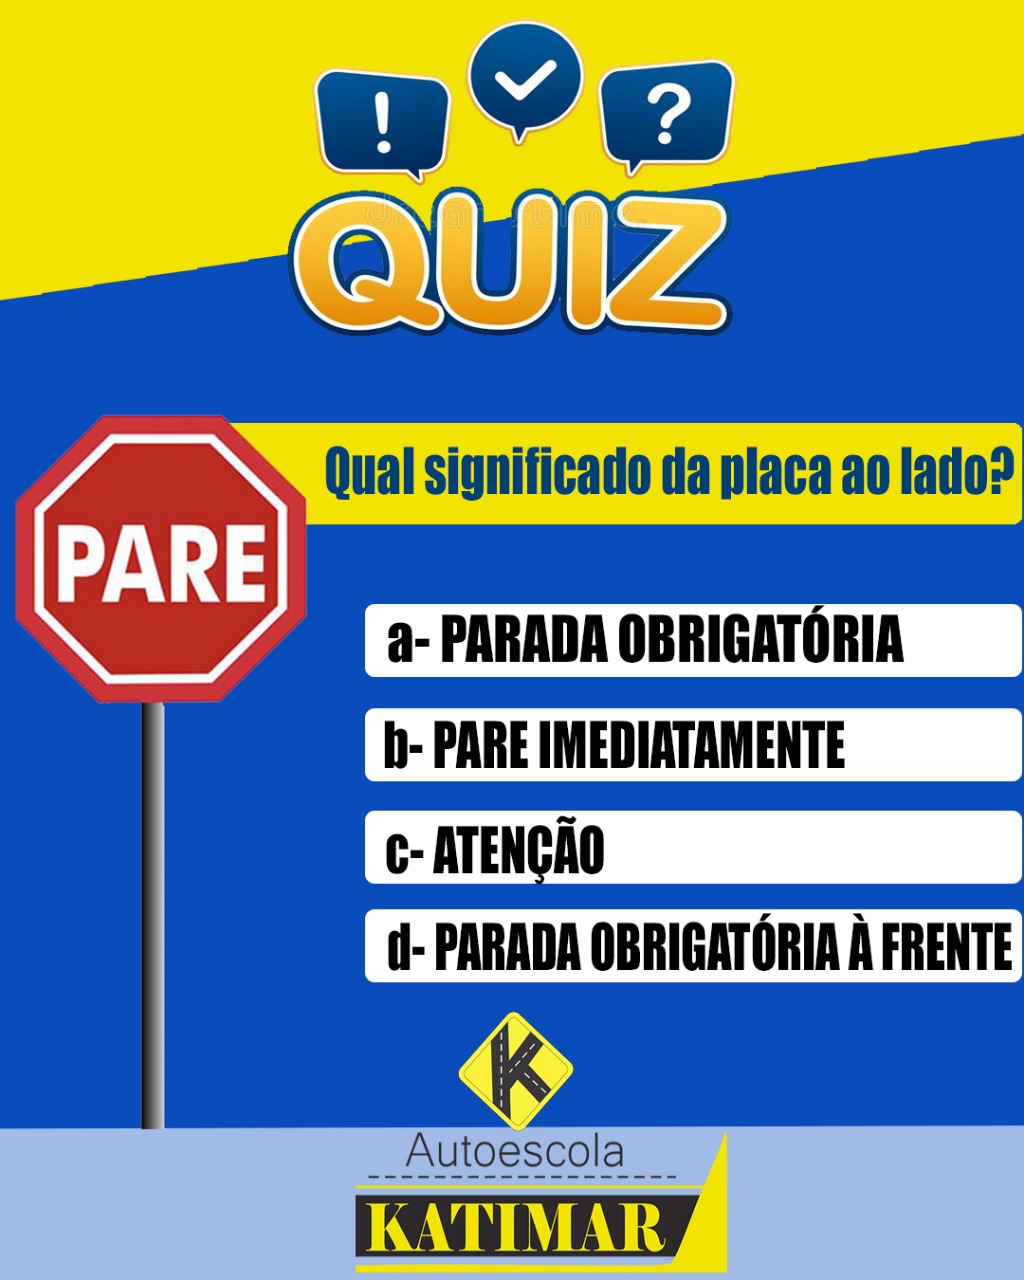 ! ?
QUIZ
Qual significado da placa ao lado?
PARE
a- PARADA OBRIGATÓRIA
b- PARE IMEDIATAMENTE
c- ATENÇÃO
d- PARADA OBRIGATÓRIA À FRENTE
K
Autoescola
KATIMAR